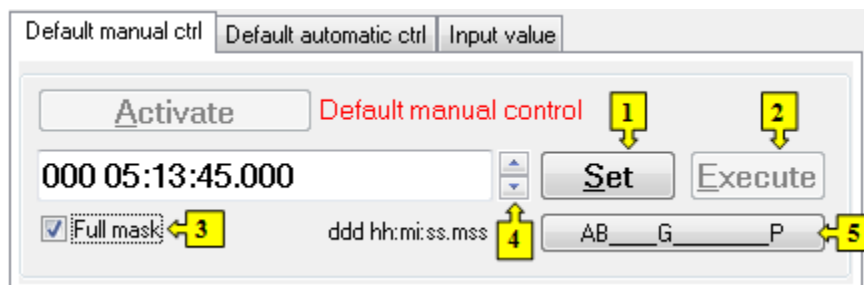 Default manual ctrl Default automatic ctrl Input value
Activate Default manual control 1 2
000 05:13:45.000 Set Execute
Full mask 3 ddd hh:mi:ss.mss 4 AB____G________P 5